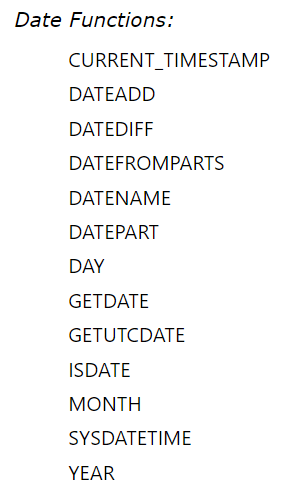 Date Functions:
CURRENT_TIMESTAMP
DATEADD
DATEDIFF
DATEFROMPARTS
DATENAME
DATEPART
DAY
GETDATE
GETUTCDATE
ISDATE
MONTH
SYSDATETIME
YEAR